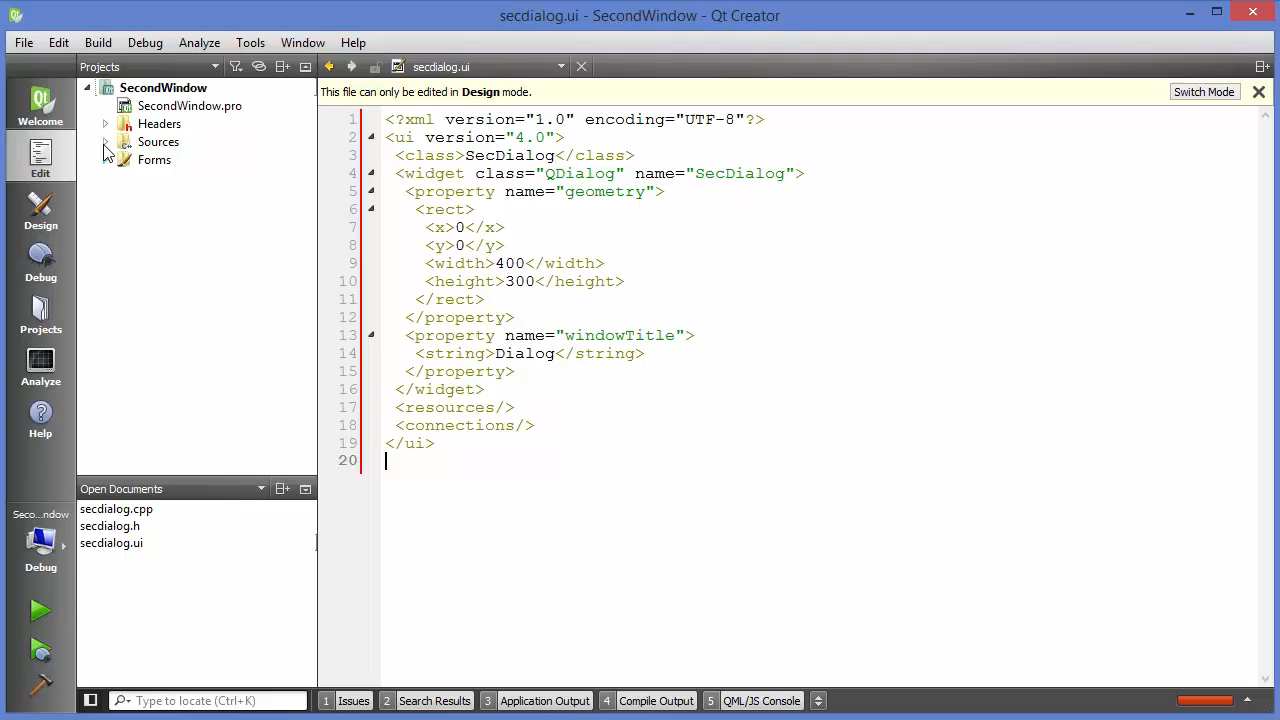 secdialog.ui - SecondWindow - Qt Creator
File Edit Build Debug Analyze Tools Window Help
Projects
secdialog.ui
This file can only be edited in Design mode.
Switch Mode
Welcome
Edit
Design
Debug
Projects
Analyze
Help
Seco...ndow
Debug
SecondWindow
SecondWindow.pro
Headers
Sources
Forms
Open Documents
secdialog.cpp
secdialog.h
secdialog.ui
1 <?xml version="1.0" encoding="UTF-8"?>
2 <ui version="4.0">
3 <class>SecDialog</class>
4 <widget class="QDialog" name="SecDialog">
5 <property name="geometry">
6 <rect>
7 <x>0</x>
8 <y>0</y>
9 <width>400</width>
10 <height>300</height>
11 </rect>
12 </property>
13 <property name="windowTitle">
14 <string>Dialog</string>
15 </property>
16 </widget>
17 <resources/>
18 <connections/>
19 </ui>
20
Type to locate (Ctrl+K)
1 Issues 2 Search Results 3 Application Output 4 Compile Output 5 QML/JS Console